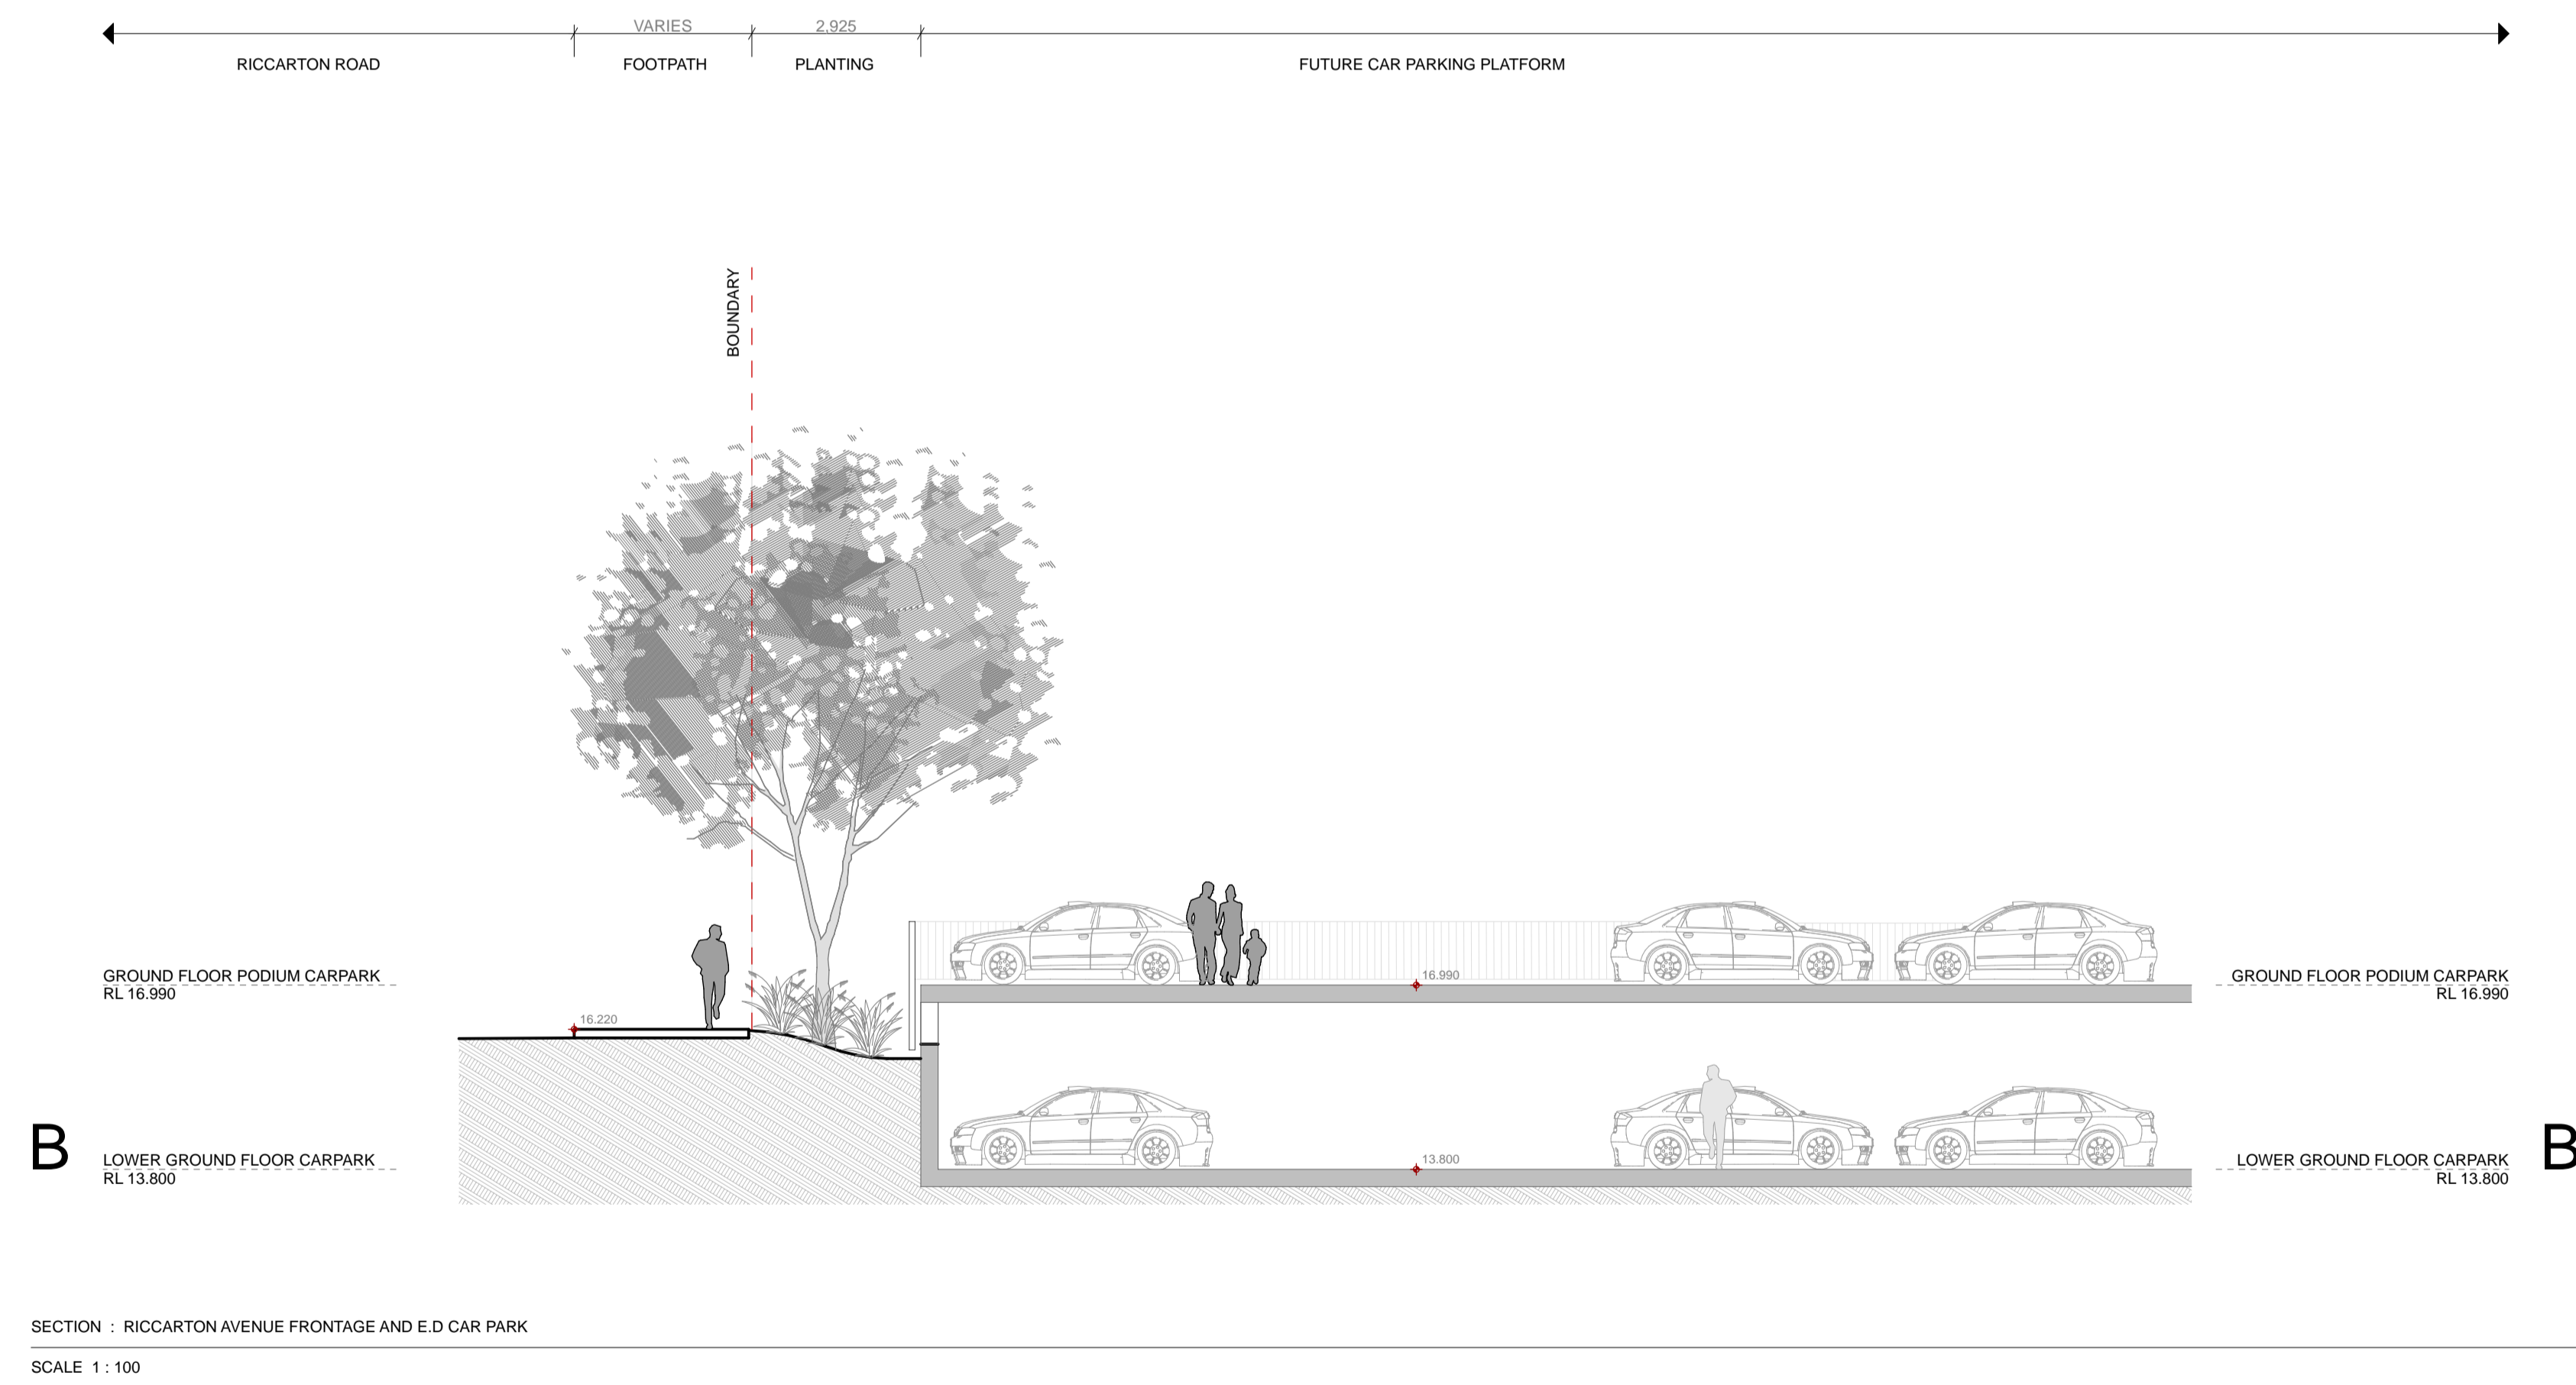 VARIES
2,925
RICCARTON ROAD
FOOTPATH
PLANTING
FUTURE CAR PARKING PLATFORM
BOUNDARY
GROUND FLOOR PODIUM CARPARK
RL 16.990
16.220
16.990
GROUND FLOOR PODIUM CARPARK
RL 16.990
B
LOWER GROUND FLOOR CARPARK
RL 13.800
13.800
LOWER GROUND FLOOR CARPARK
RL 13.800
B
SECTION : RICCARTON AVENUE FRONTAGE AND E.D CAR PARK
SCALE 1 : 100